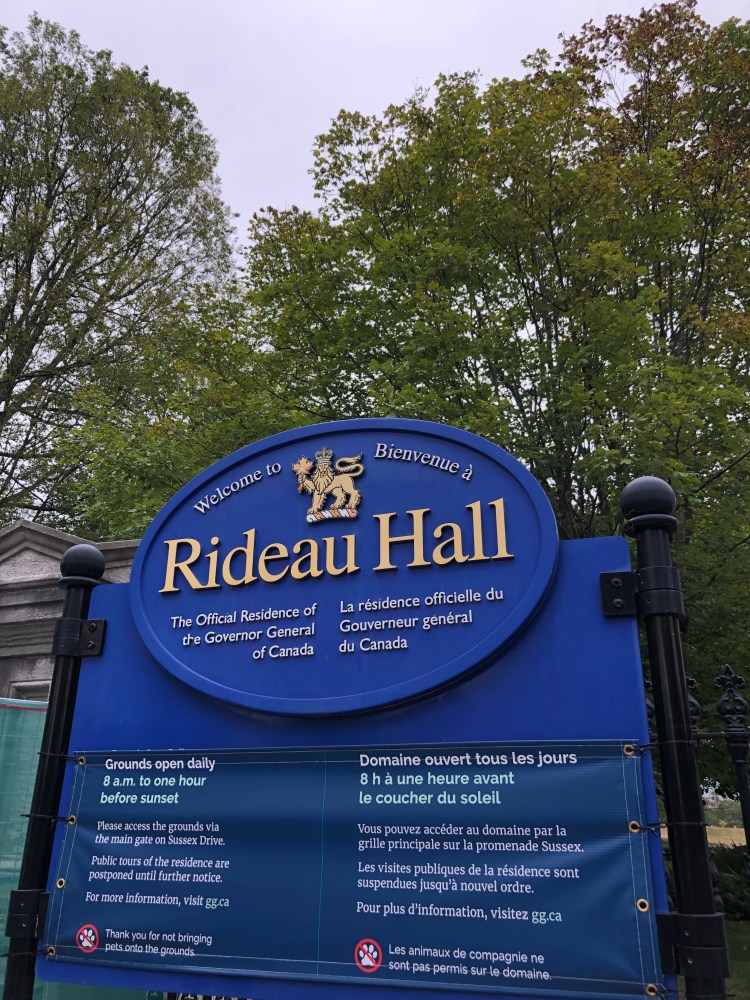 Welcome to
Bienvenue à
Rideau Hall
The Official Residence of
the Governor General
of Canada
La résidence officielle du
Gouverneur général
du Canada
Grounds open daily
8 a.m. to one hour
before sunset
Please access the grounds via
the main gate on Sussex Drive.
Public tours of the residence are
postponed until further notice.
For more information, visit gg.ca
Thank you for not bringing
pets onto the grounds.
Domaine ouvert tous les jours
8 h à une heure avant
le coucher du soleil
Vous pouvez accéder au domaine par la
grille principale sur la promenade Sussex.
Les visites publiques de la résidence sont
suspendues jusqu'à nouvel ordre.
Pour plus d'information, visitez gg.ca
Les animaux de compagnie ne
sont pas permis sur le domaine.